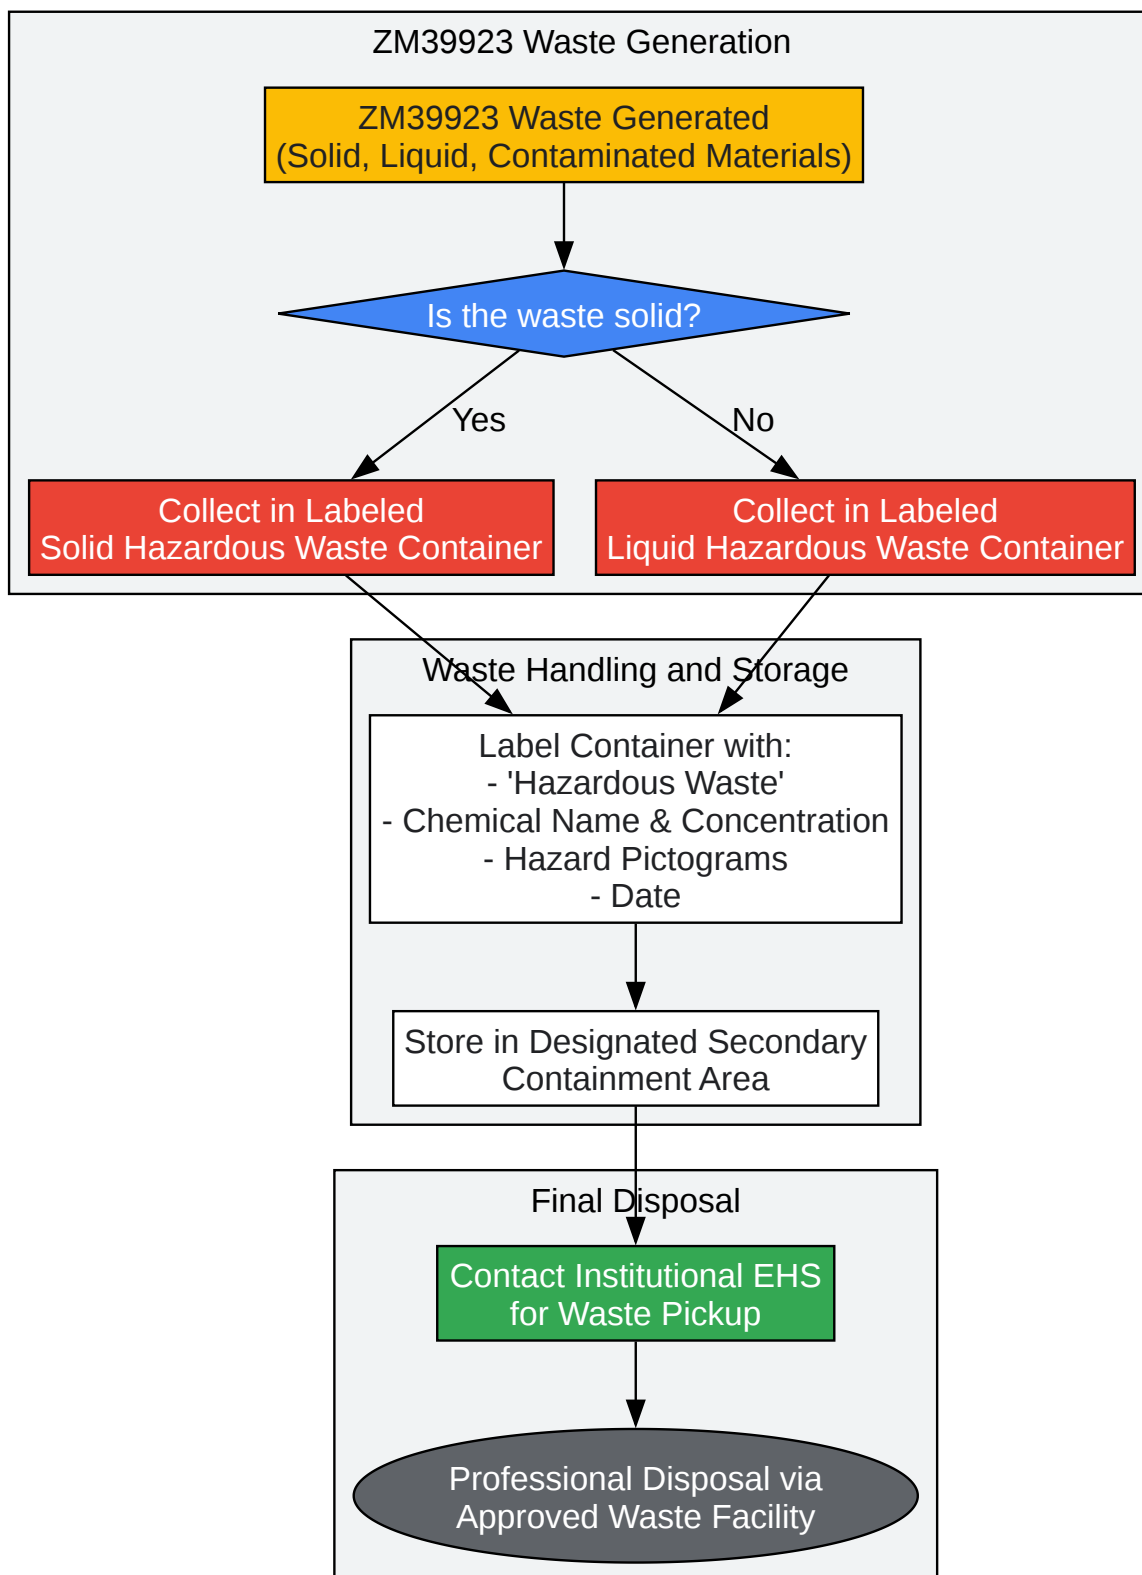 ZM39923 Waste Generation
ZM39923 Waste Generated
(Solid, Liquid, Contaminated Materials)
Is the waste solid?
Yes
No
Collect in Labeled
Solid Hazardous Waste Container
Collect in Labeled
Liquid Hazardous Waste Container
Waste Handling and Storage
Label Container with:
- 'Hazardous Waste'
- Chemical Name & Concentration
- Hazard Pictograms
- Date
Store in Designated Secondary
Containment Area
Final Disposal
Contact Institutional EHS
for Waste Pickup
Professional Disposal via
Approved Waste Facility